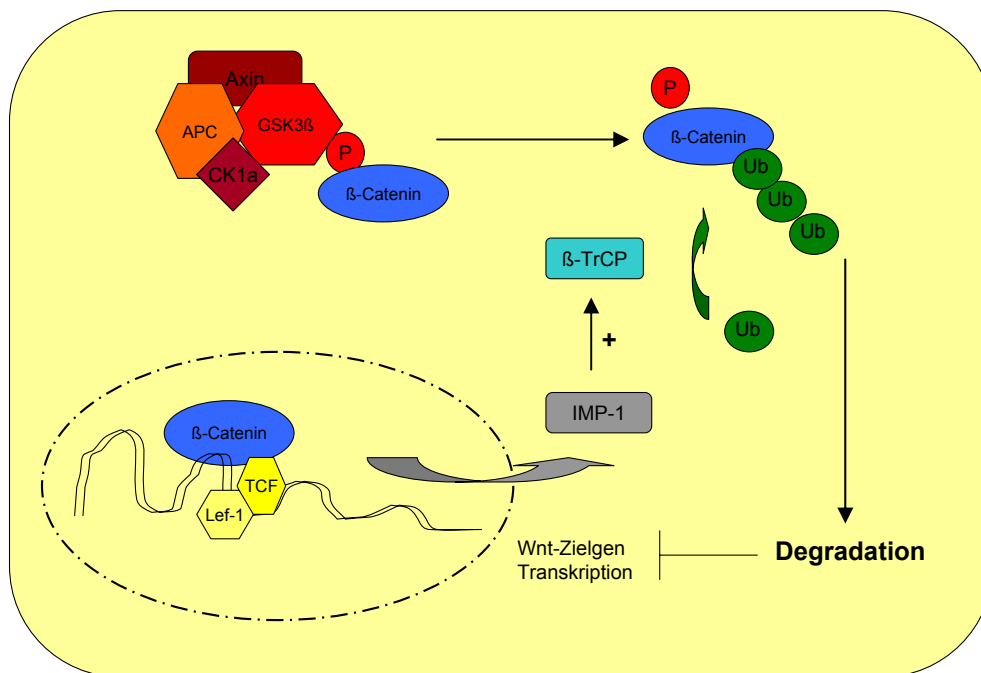 Axin
APC
GSK3ß
P
CK1a
ß-Catenin
P
ß-Catenin
Ub
Ub
Ub
ß-TrCP
Ub
+
IMP-1
ß-Catenin
TCF
Lef-1
Wnt-Zielgen
Transkription
Degradation